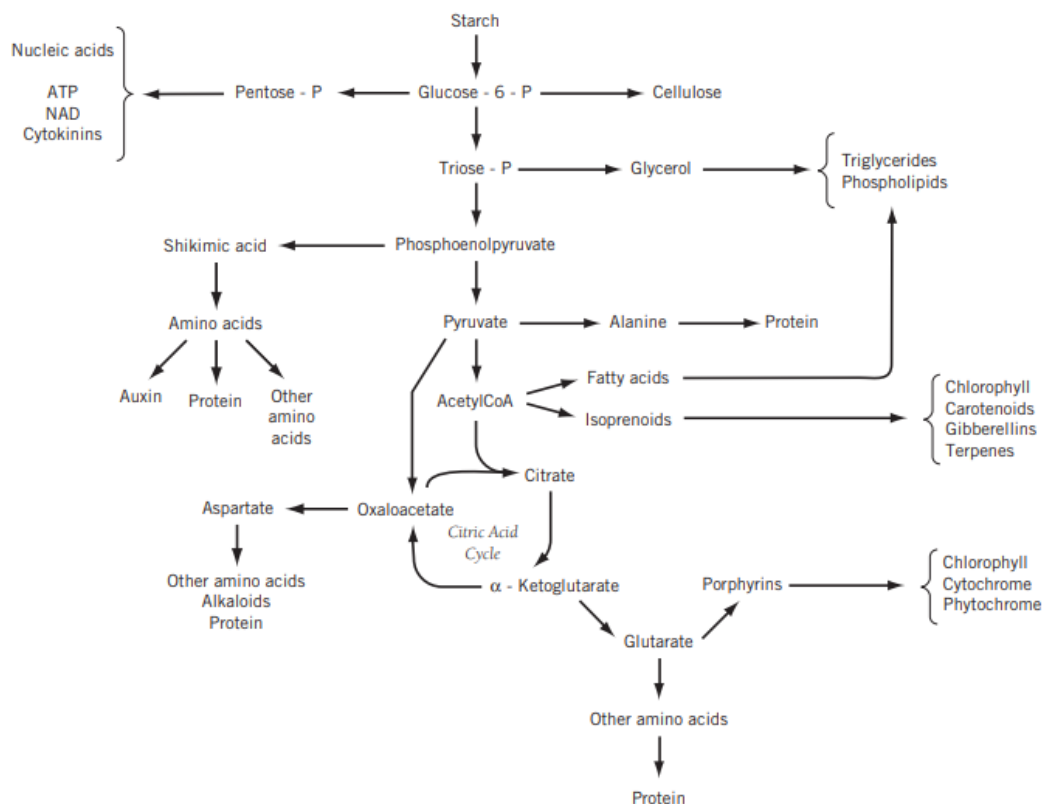 Starch
Nucleic acids
ATP
NAD
Cytokinins
Pentose - P
Glucose - 6 - P
Cellulose
Triose - P
Glycerol
Triglycerides
Phospholipids
Shikimic acid
Phosphoenolpyruvate
Amino acids
Pyruvate
Alanine
Protein
Auxin
Protein
Other
amino
acids
AcetylCoA
Fatty acids
Isoprenoids
Chlorophyll
Carotenoids
Gibberellins
Terpenes
Citrate
Aspartate
Oxaloacetate
Citric Acid
Cycle
Other amino acids
Alkaloids
Protein
α - Ketoglutarate
Porphyrins
Chlorophyll
Cytochrome
Phytochrome
Glutarate
Other amino acids
Protein